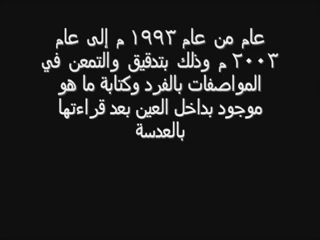 عام من عام ١٩٩٣ م إلى عام
٢٠٠٣ م وذلك بتدقيق والتمعن في
المواصفات بالفرد وكتابة ما هو
موجود بداخل العين بعد قراءتها
بالعدسة